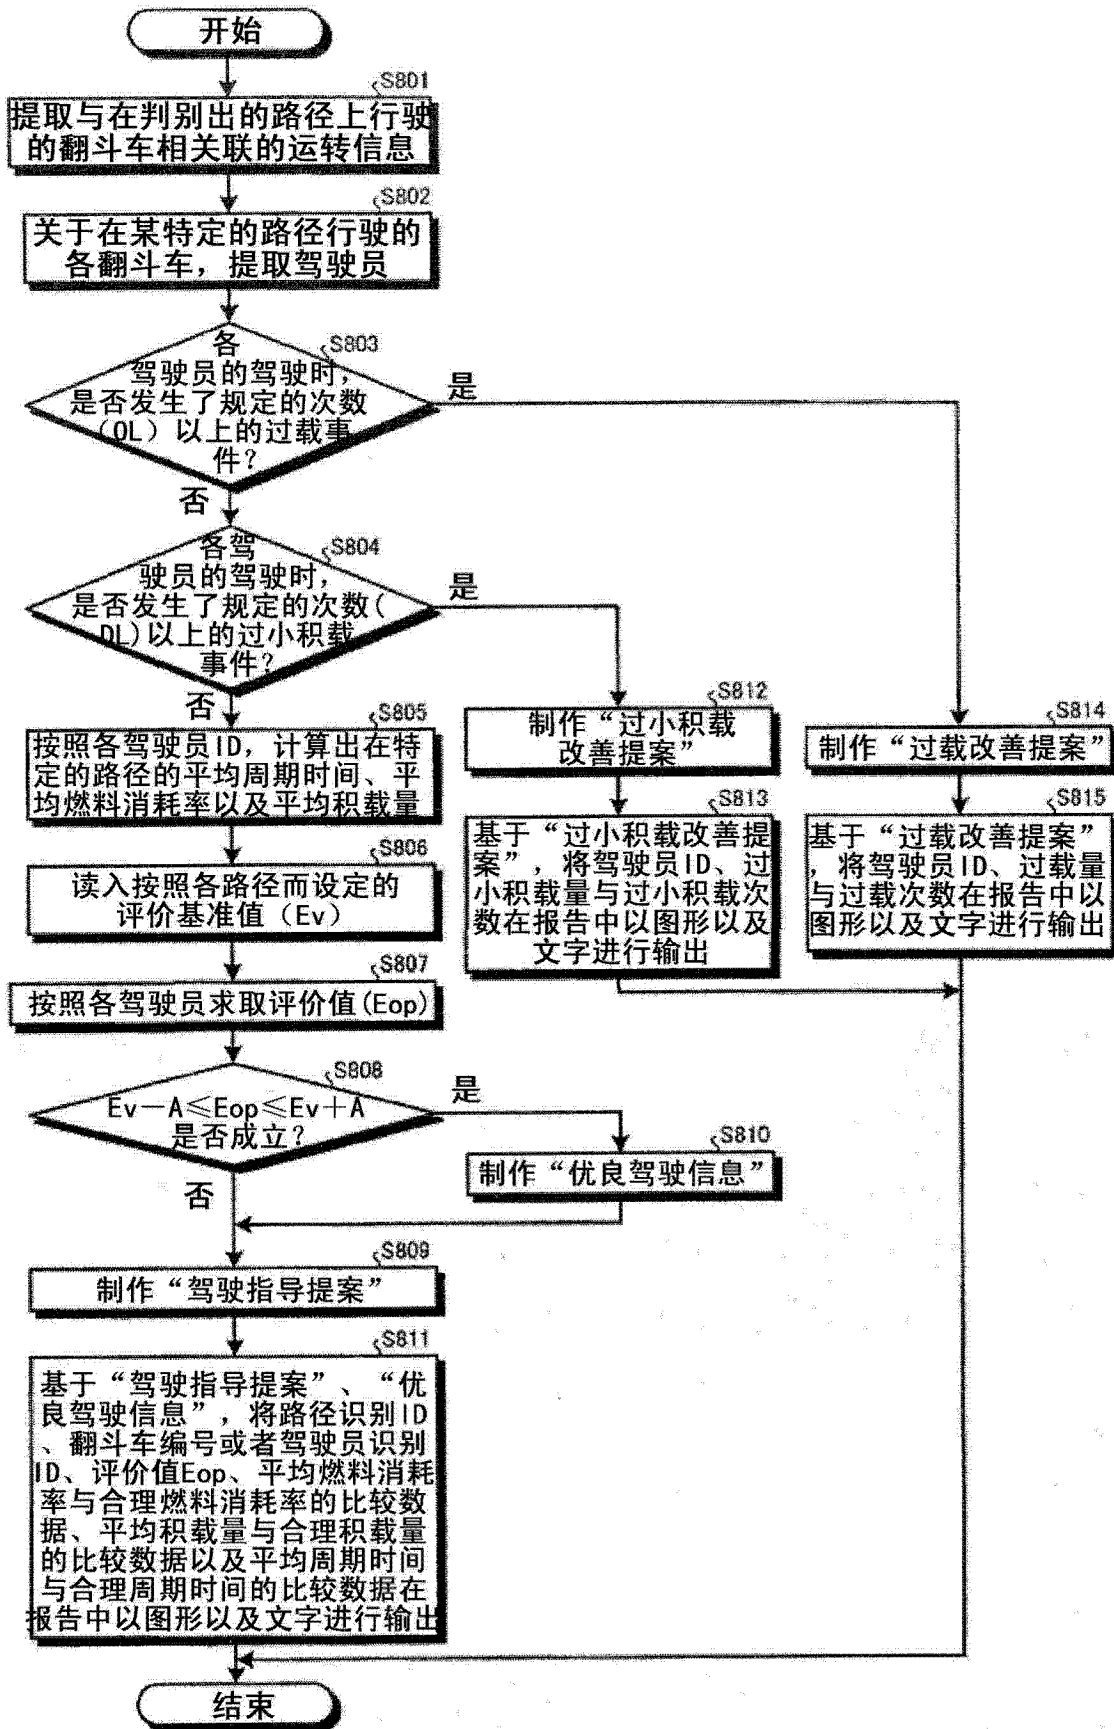 开始
S801
提取与在判别出的路径上行驶
的翻斗车相关联的运转信息
S802
关于在某特定的路径行驶的
各翻斗车，提取驾驶员
S803
各
驾驶员的驾驶时，
是否发生了规定的次数
（OL）以上的过载事
件？
是
否
S804
各驾
驶员的驾驶时，
是否发生了规定的次数(
DL)以上的过小积载
事件？
是
否
S805
按照各驾驶员ID，计算出在特
定的路径的平均周期时间、平
均燃料消耗率以及平均积载量
S812
制作“过小积载
改善提案”
S814
制作“过载改善提案”
S806
读入按照各路径而设定的
评价基准值（Ev）
S813
基于“过小积载改善提
案”，将驾驶员ID、过
小积载量与过小积载次
数在报告中以图形以及
文字进行输出
S815
基于“过载改善提案”
，将驾驶员ID、过载量
与过载次数在报告中以
图形以及文字进行输出
S807
按照各驾驶员求取评价值(Eop)
S808
Ev－A≤Eop≤Ev＋A
是否成立？
是
否
S810
制作“优良驾驶信息”
S809
制作“驾驶指导提案”
S811
基于“驾驶指导提案”、“优
良驾驶信息”，将路径识别ID
、翻斗车编号或者驾驶员识别
ID、评价值Eop、平均燃料消耗
率与合理燃料消耗率的比较数
据、平均积载量与合理积载量
的比较数据以及平均周期时间
与合理周期时间的比较数据在
报告中以图形以及文字进行输出
结束